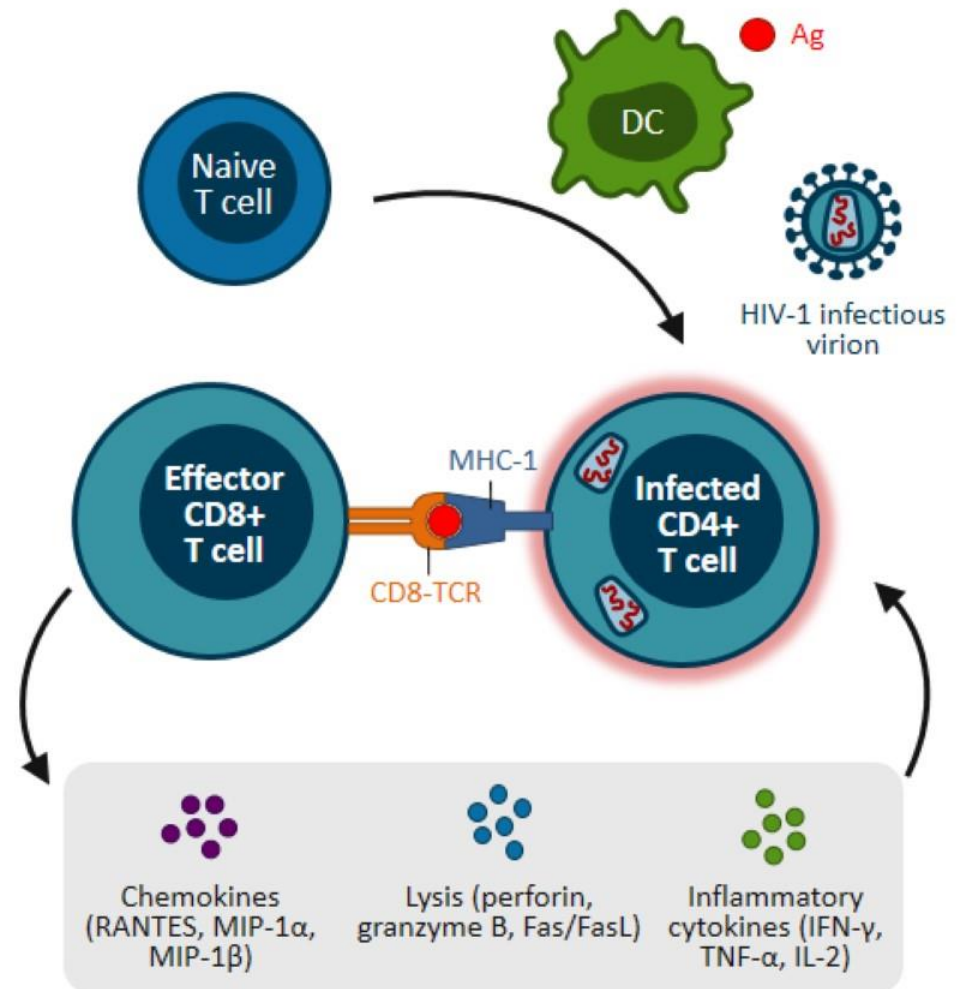 Ag
DC
Naive
T cell
HIV-1 infectious
virion
MHC-1
Effector
CD8+
T cell
Infected
CD4+
T cell
CD8-TCR
Chemokines
(RANTES, MIP-1α,
MIP-1β)
Lysis (perforin,
granzyme B, Fas/FasL)
Inflammatory
cytokines (IFN-γ,
TNF-α, IL-2)